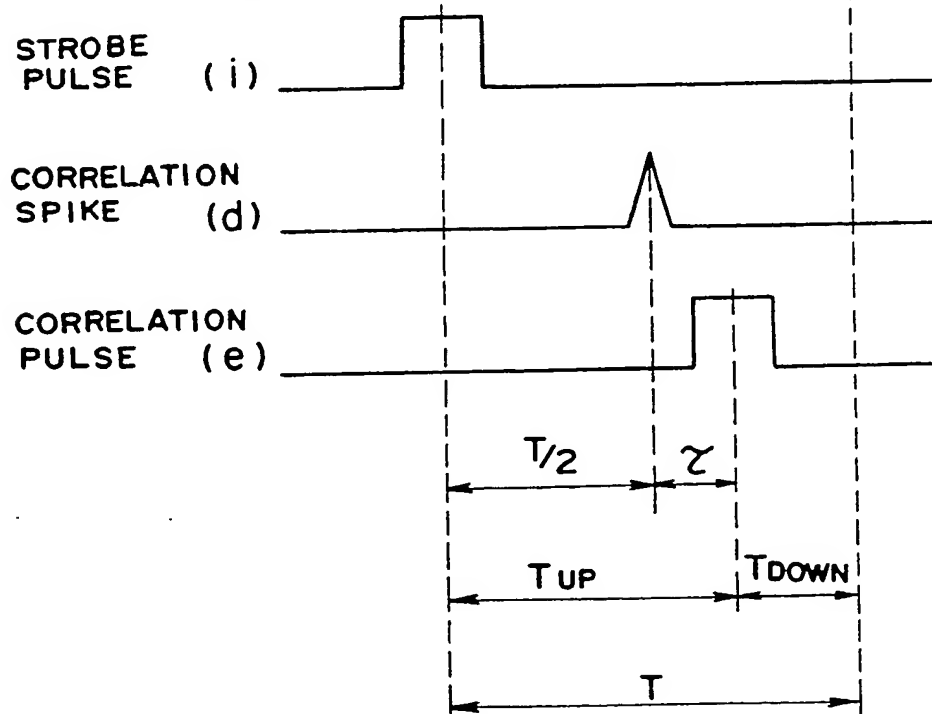 STROBE
PULSE (i)
CORRELATION
SPIKE (d)
CORRELATION
PULSE (e)
T/2 τ
TUP TDOWN
T